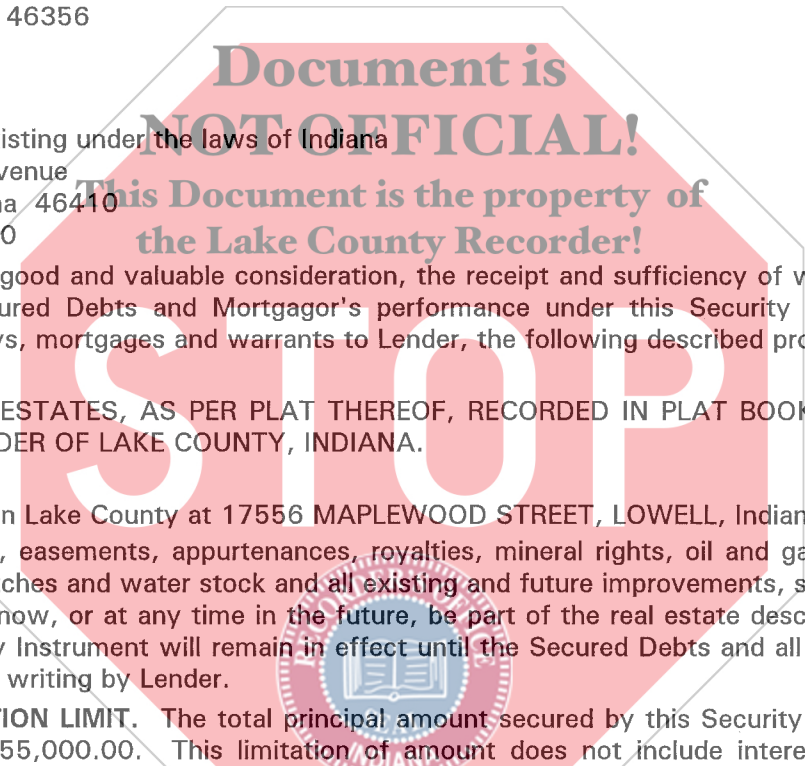 46356
Document is
NOT OFFICIAL!
isting under the laws of Indiana
venue
This Document is the property of
na 46410
0
the Lake County Recorder!
good and valuable consideration, the receipt and sufficiency of w
ured Debts and Mortgagor's performance under this Security
ys, mortgages and warrants to Lender, the following described pro
STOP
ESTATES, AS PER PLAT THEREOF, RECORDED IN PLAT BOOK
DER OF LAKE COUNTY, INDIANA.
n Lake County at 17556 MAPLEWOOD STREET, LOWELL, Indian
, easements, appurtenances, royalties, mineral rights, oil and ga
ches and water stock and all existing and future improvements, s
now, or at any time in the future, be part of the real estate desc
y Instrument will remain in effect until the Secured Debts and all
writing by Lender.
TION LIMIT. The total principal amount secured by this Security
55,000.00. This limitation of amount does not include intere
SEAL
INDIANA